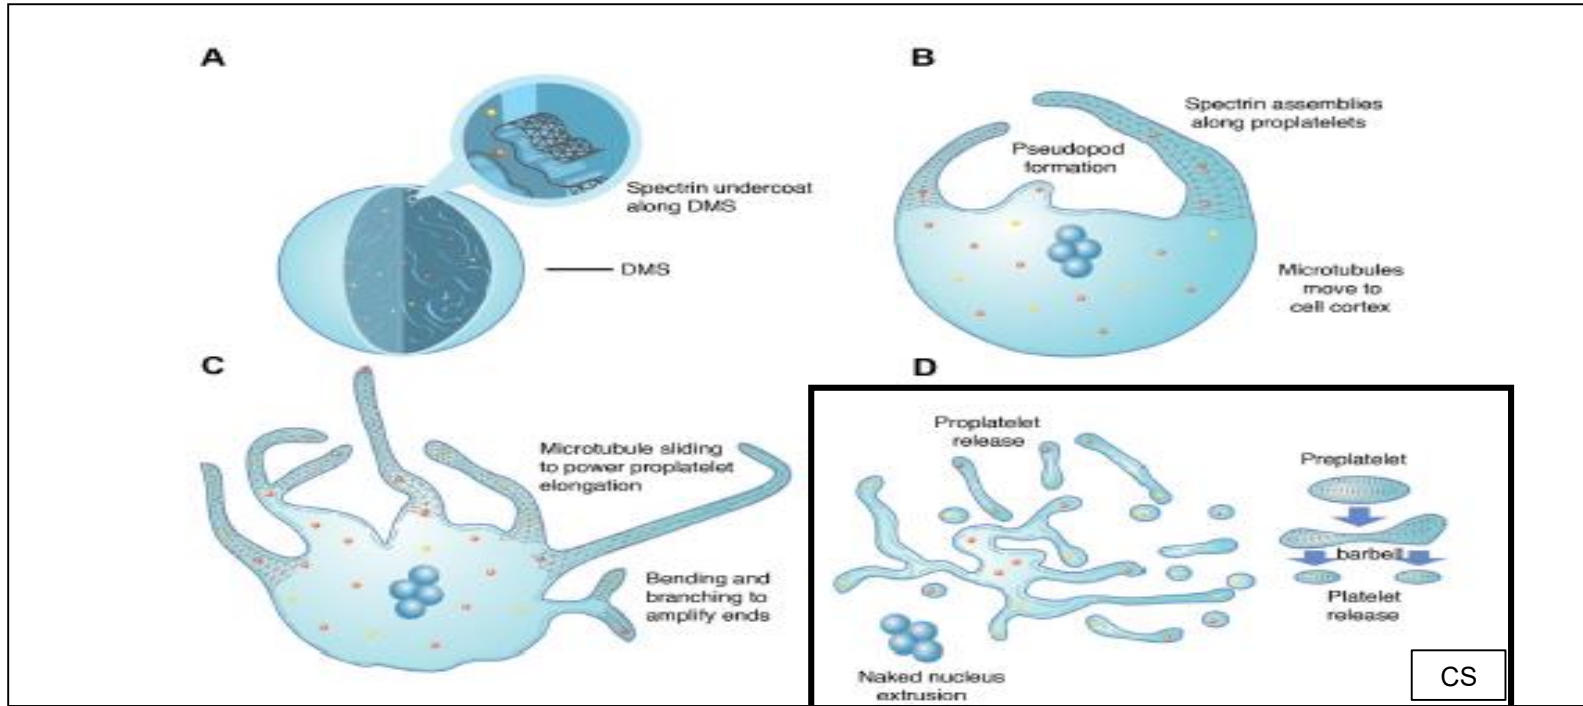 A
Spectrin undercoat
along DMS
DMS
B
Spectrin assemblies
along proplatelets
Pseudopod
formation
Microtubules
move to
cell cortex
C
Microtubule sliding
to power proplatelet
elongation
Bending and
branching to
amplify ends
D
Proplatelet
release
Preplatelet
barbell
Platelet
release
Naked nucleus
extrusion
CS